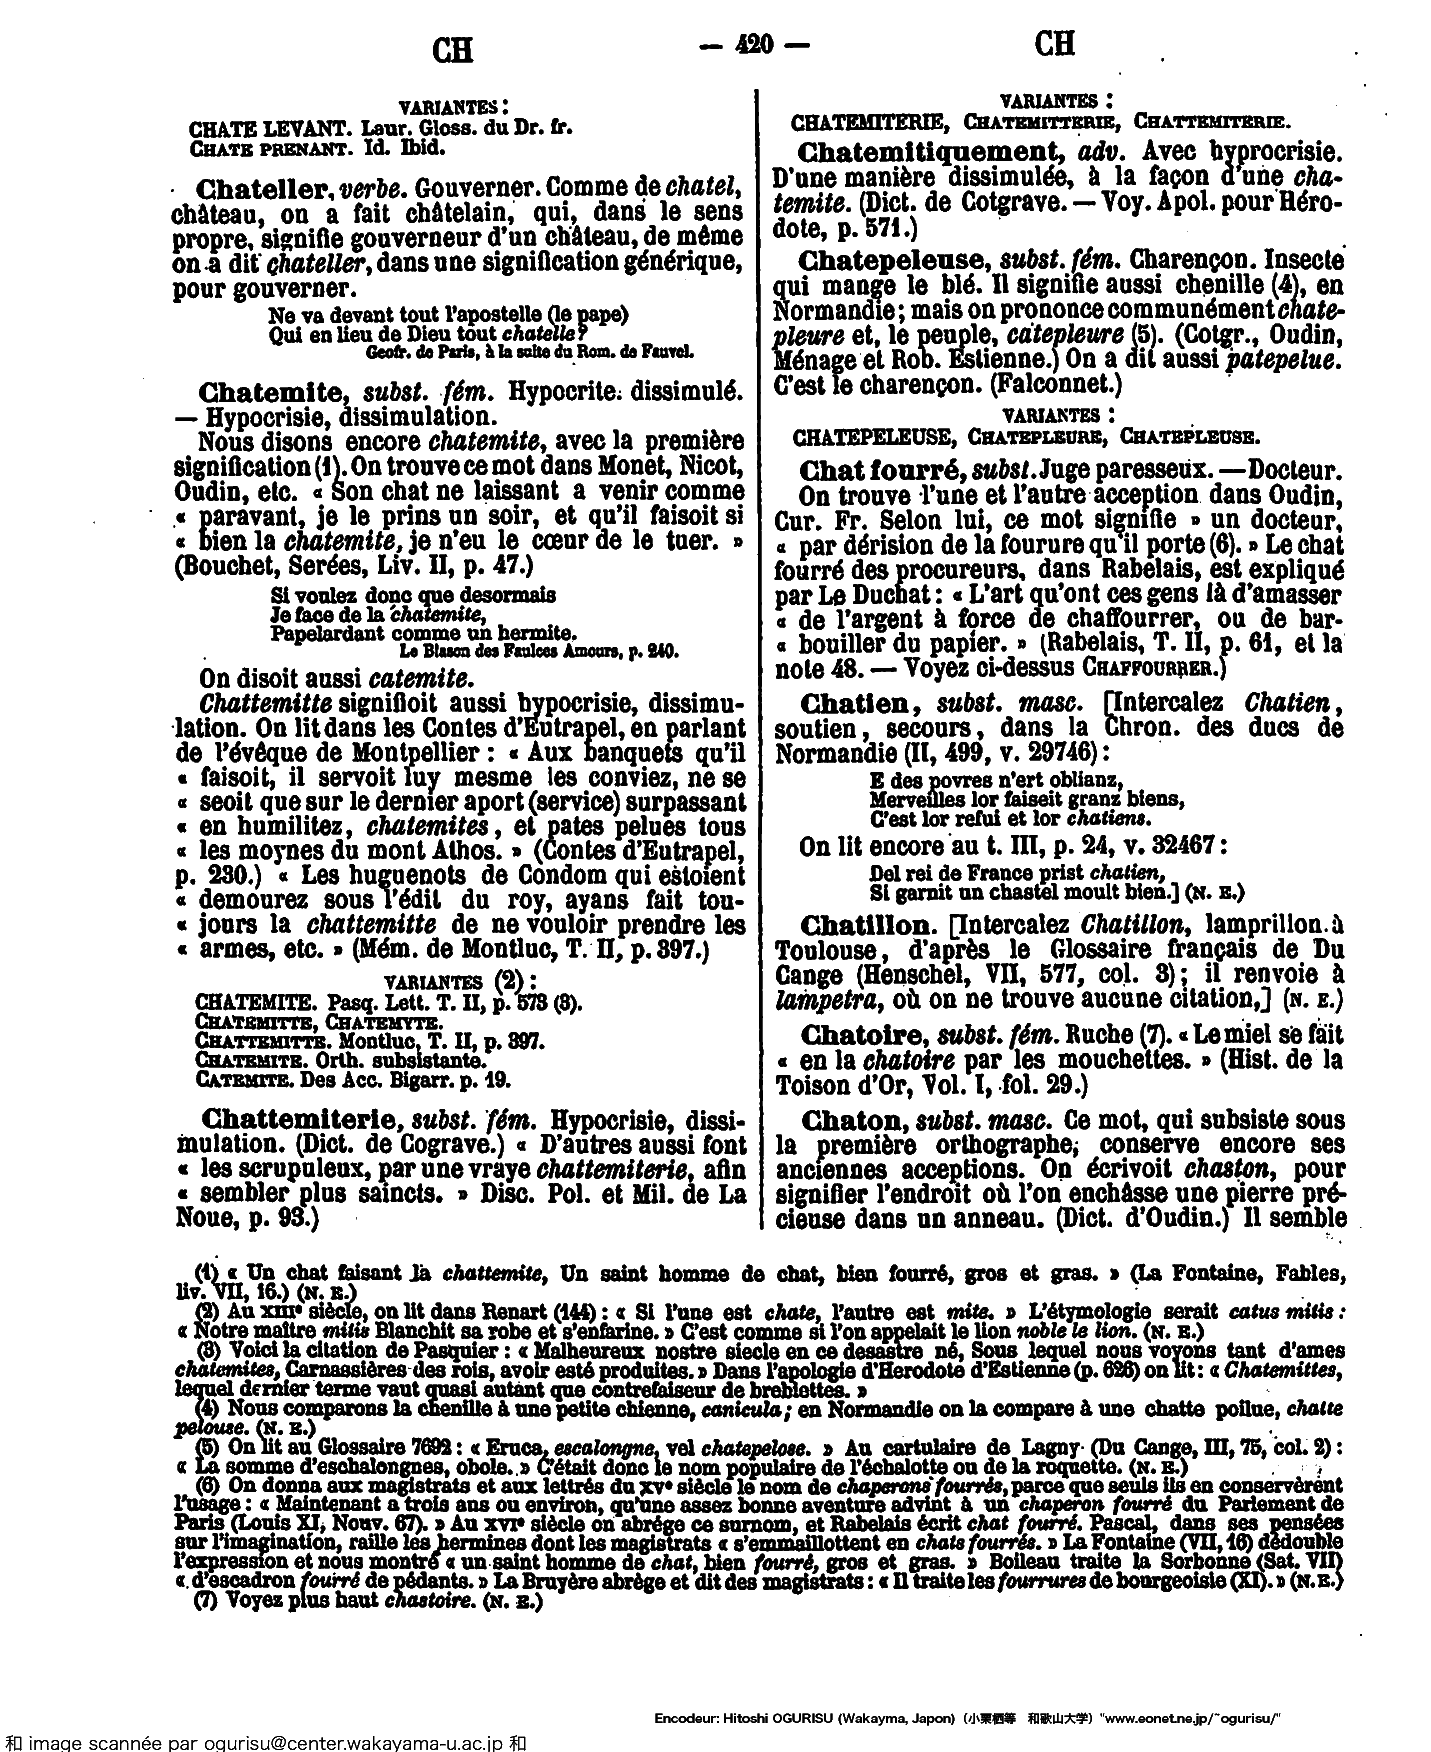 CH
— 420 —
CH
VARIANTES :
CHATE LEVANT. Laur. Gloss. du Dr. fr.
CHATE PRENANT. Id. Ibid.
Chateller, verbe. Gouverner. Comme de chatel,
château, on a fait châtelain, qui, dans le sens
propre, signifie gouverneur d'un château, de même
on a dit chateller, dans une signification générique,
pour gouverner.
Ne va devant tout l'apostelle (le pape)
Qui en lieu de Dieu tout chatelle?
Geofr. de Paris, à la suite du Rom. de Fauvel.
Chatemite, subst. fém. Hypocrite. dissimulé.
— Hypocrisie, dissimulation.
Nous disons encore chatemite, avec la première
signification (1). On trouve ce mot dans Monet, Nicot,
Oudin, etc. « Son chat ne laissant a venir comme
« paravant, je le prins un soir, et qu'il faisoit si
« bien la chatemite, je n'eu le cœur de le tuer. »
(Bouchet, Serées, Liv. II, p. 47.)
Si voulez donc que desormais
Je face de la chatemite,
Papelardant comme un hermite.
Le Blason des Faulces Amours, p. 240.
On disoit aussi catemite.
Chattemitte signifioit aussi hypocrisie, dissimu-
lation. On lit dans les Contes d'Eutrapel, en parlant
de l'évêque de Montpellier : « Aux banquets qu'il
« faisoit, il servoit luy mesme les conviez, ne se
« seoit que sur le dernier aport (service) surpassant
« en humilitez, chatemites, et pates pelues tous
« les moynes du mont Athos. » (Contes d'Eutrapel,
p. 230.) « Les huguenots de Condom qui estoient
« demourez sous l'édit du roy, ayans fait tou-
« jours la chattemitte de ne vouloir prendre les
« armes, etc. » (Mém. de Montluc, T. II, p. 397.)
VARIANTES (2) :
CHATEMITE. Pasq. Lett. T. II, p. 573 (3).
CHATEMITTE, CHATEMYTE.
CHATTEMITTE. Montluc, T. II, p. 397.
CHATEMITE. Orth. subsistante.
CATEMITE. Des Acc. Bigarr. p. 19.
Chattemiterie, subst. fém. Hypocrisie, dissi-
mulation. (Dict. de Cograve.) « D'autres aussi font
« les scrupuleux, par une vraye chattemiterie, afin
« sembler plus saincts. » Disc. Pol. et Mil. de La
Noue, p. 93.)
VARIANTES :
CHATEMITERIE, CHATEMITTERIE, CHATTEMITERIE.
Chatemitiquement, adv. Avec hyprocrisie.
D'une manière dissimulée, à la façon d'une cha-
temite. (Dict. de Cotgrave. — Voy. Apol. pour Héro-
dote, p. 571.)
Chatepeleuse, subst. fém. Charençon. Insecte
qui mange le blé. Il signifie aussi chenille (4), en
Normandie; mais on prononce communément chate-
pleure et, le peuple, catepleure (5). (Cotgr., Oudin,
Ménage et Rob. Estienne.) On a dit aussi patepelue.
C'est le charençon. (Falconnet.)
VARIANTES :
CHATEPELEUSE, CHATEPLEURE, CHATEPLEUSE.
Chat fourré, subst. Juge paresseux. — Docteur.
On trouve l'une et l'autre acception dans Oudin,
Cur. Fr. Selon lui, ce mot signifie » un docteur,
« par dérision de la fourure qu'il porte (6). » Le chat
fourré des procureurs, dans Rabelais, est expliqué
par Le Duchat : « L'art qu'ont ces gens là d'amasser
« de l'argent à force de chaffourrer, ou de bar-
« bouiller du papier. » (Rabelais, T. II, p. 61, et la
note 48. — Voyez ci-dessus CHAFFOURRER.)
Chatien, subst. masc. [Intercalez Chatien,
soutien, secours, dans la Chron. des ducs de
Normandie (II, 499, v. 29746) :
E des povres n'ert oblianz,
Merveilles lor faiseit granz biens,
C'est lor refui et lor chatiens.
On lit encore au t. III, p. 24, v. 32467 :
Del rei de France prist chatien,
Si garnit un chastel moult bien.] (N. E.)
Chatillon. [Intercalez Chatillon, lamprillon à
Toulouse, d'après le Glossaire français de Du
Cange (Henschel, VII, 577, col. 3); il renvoie à
lampetra, où on ne trouve aucune citation,] (N. E.)
Chatoire, subst. fém. Ruche (7). « Le miel se fait
« en la chatoire par les mouchettes. » (Hist. de la
Toison d'Or, Vol. I, fol. 29.)
Chaton, subst. masc. Ce mot, qui subsiste sous
la première orthographe, conserve encore ses
anciennes acceptions. On écrivoit chaston, pour
signifier l'endroit où l'on enchâsse une pierre pré-
cieuse dans un anneau. (Dict. d'Oudin.) Il semble
(1) « Un chat faisant la chattemite, Un saint homme de chat, bien fourré, gros et gras. » (La Fontaine, Fables,
liv. VII, 16.) (N. E.)
(2) Au XIIIe siècle, on lit dans Renart (144) : « Si l'une est chate, l'autre est mite. » L'étymologie serait catus mitis :
« Notre maître mitis Blanchit sa robe et s'enfarine. » C'est comme si l'on appelait le lion noble le lion. (N. E.)
(3) Voici la citation de Pasquier : « Malheureux nostre siecle en ce desastre né, Sous lequel nous voyons tant d'ames
chatemites, Carnassières des rois, avoir esté produites. » Dans l'apologie d'Herodote d'Estienne (p. 626) on lit : « Chatemittes,
lequel dernier terme vaut quasi autant que contrefaiseur de brebiettes. »
(4) Nous comparons la chenille à une petite chienne, canicula; en Normandie on la compare à une chatte poilue, chatte
pelouse. (N. E.)
(5) On lit au Glossaire 7692 : « Eruca, escalongne, vel chatepelose. » Au cartulaire de Lagny (Du Cange, III, 75, col. 2) :
« La somme d'eschalongnes, obole. » C'était donc le nom populaire de l'échalotte ou de la roquette. (N. E.)
(6) On donna aux magistrats et aux lettrés du XVe siècle le nom de chaperons fourrés, parce que seuls ils en conservèrent
l'usage : « Maintenant a trois ans ou environ, qu'une assez bonne aventure advint à un chaperon fourré du Parlement de
Paris (Louis XI, Nouv. 67). » Au XVIe siècle on abrége ce surnom, et Rabelais écrit chat fourré. Pascal, dans ses pensées
sur l'imagination, raille les hermines dont les magistrats « s'emmaillottent en chats fourrés. » La Fontaine (VII, 16) dédouble
l'expression et nous montre « un saint homme de chat, bien fourré, gros et gras. » Boileau traite la Sorbonne (Sat. VII)
« d'escadron fourré de pédants. » La Bruyère abrège et dit des magistrats : « Il traite les fourrures de bourgeoisie (XI). » (N. E.)
(7) Voyez plus haut chastoire. (N. E.)
Encodeur: Hitoshi OGURISU (Wakayma, Japon) (小栗栖等 和歌山大学) "www.eonet.ne.jp/~ogurisu/"
和 image scannée par ogurisu@center.wakayama-u.ac.jp 和